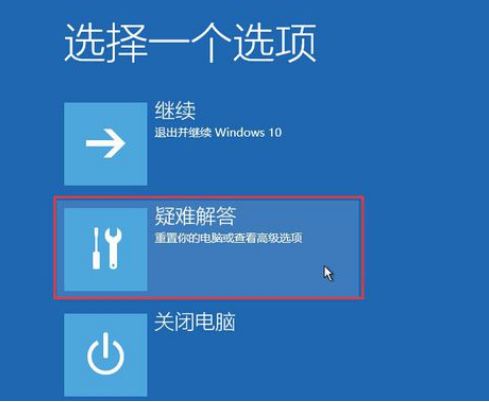 选择一个选项
继续
退出并继续 Windows 10
疑难解答
重置你的电脑或查看高级选项
关闭电脑